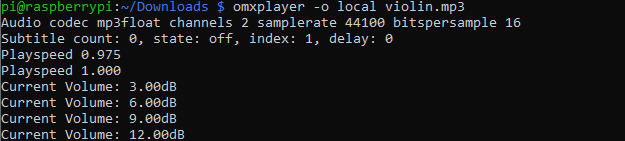 pi@raspberrypi:~/Downloads $ omxplayer -o local violin.mp3
Audio codec mp3float channels 2 samplerate 44100 bitspersample 16
Subtitle count: 0, state: off, index: 1, delay: 0
Playspeed 0.975
Playspeed 1.000
Current Volume: 3.00dB
Current Volume: 6.00dB
Current Volume: 9.00dB
Current Volume: 12.00dB